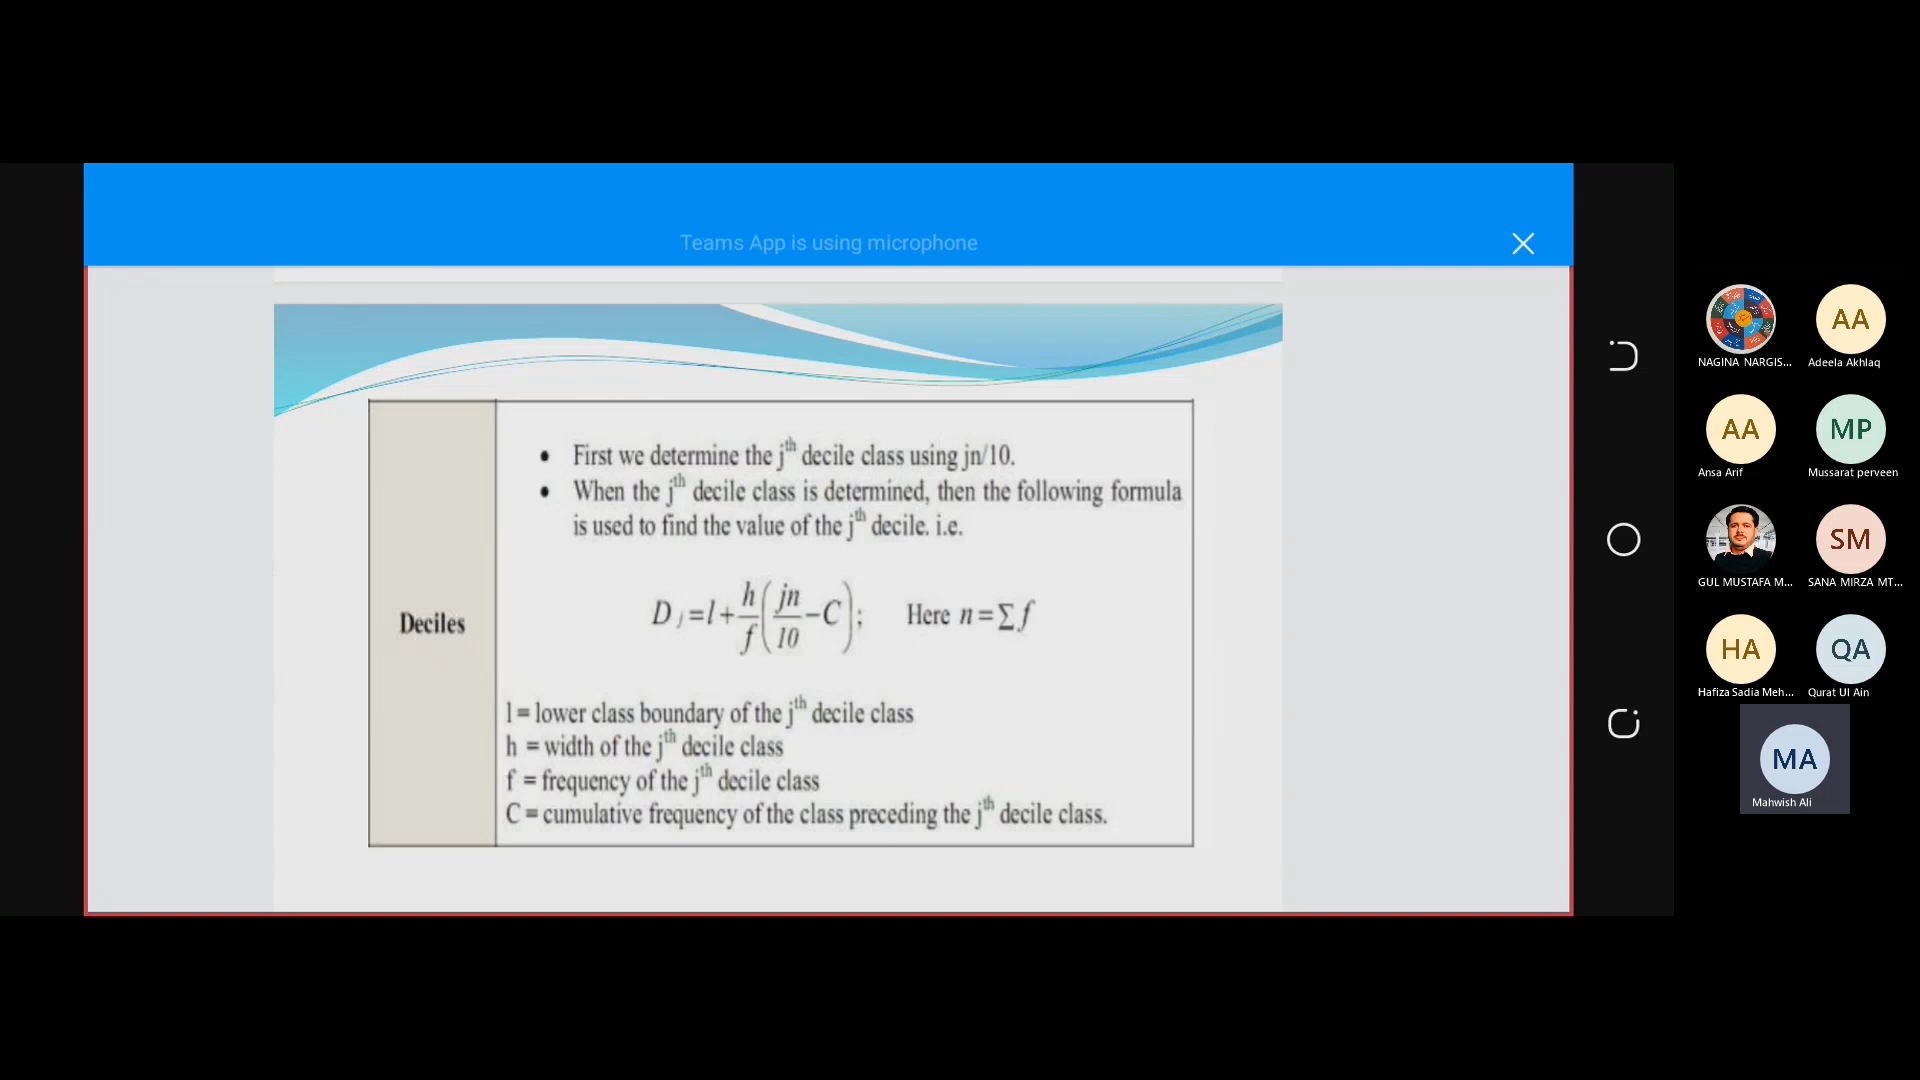 Teams App is using microphone
Deciles
• First we determine the jth decile class using jn/10.
• When the jth decile class is determined, then the following formula
is used to find the value of the jth decile. i.e.
D j = l + h/f ( jn/10 − C ); Here n = ∑ f
l = lower class boundary of the jth decile class
h = width of the jth decile class
f = frequency of the jth decile class
C = cumulative frequency of the class preceding the jth decile class.
NAGINA NARGIS...
AA
Adeela Akhlaq
AA
Ansa Arif
MP
Mussarat perveen
GUL MUSTAFA M...
SM
SANA MIRZA MT...
HA
Hafiza Sadia Meh...
QA
Qurat Ul Ain
MA
Mahwish Ali